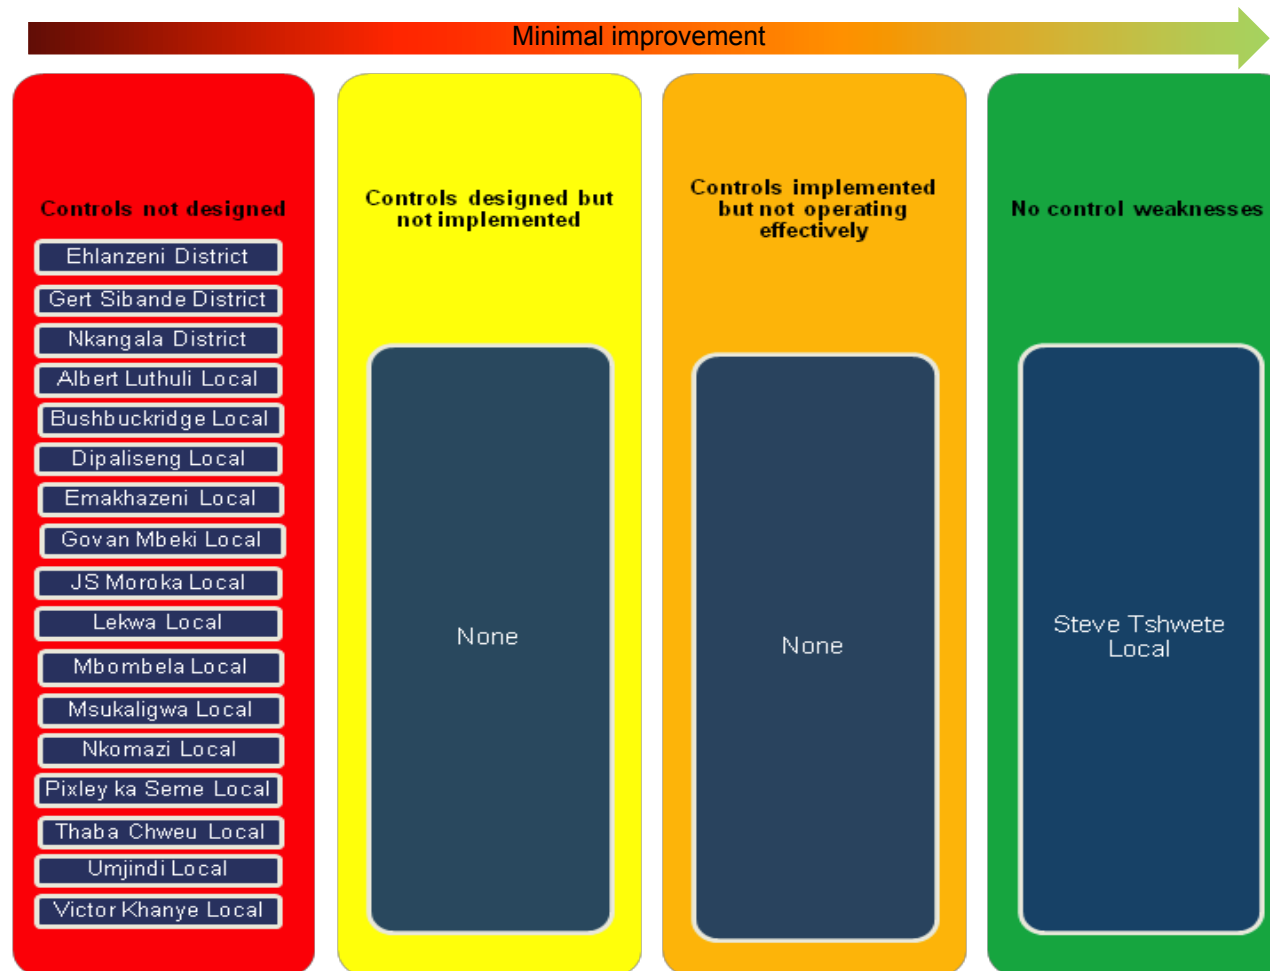 Minimal improvement
Controls not designed
Ehlanzeni District
Gert Sibande District
Nkangala District
Albert Luthuli Local
Bushbuckridge Local
Dipaliseng Local
Emakhazeni Local
Govan Mbeki Local
JS Moroka Local
Lekwa Local
Mbombela Local
Msukaligwa Local
Nkomazi Local
Pixley ka Seme Local
Thaba Chweu Local
Umjindi Local
Victor Khanye Local
Controls designed but
not implemented
None
Controls implemented
but not operating
effectively
None
No control weaknesses
Steve Tshwete
Local